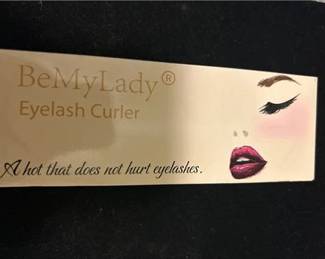 BeMyLady®
Eyelash Curler
A hot that does not hurt eyelashes.